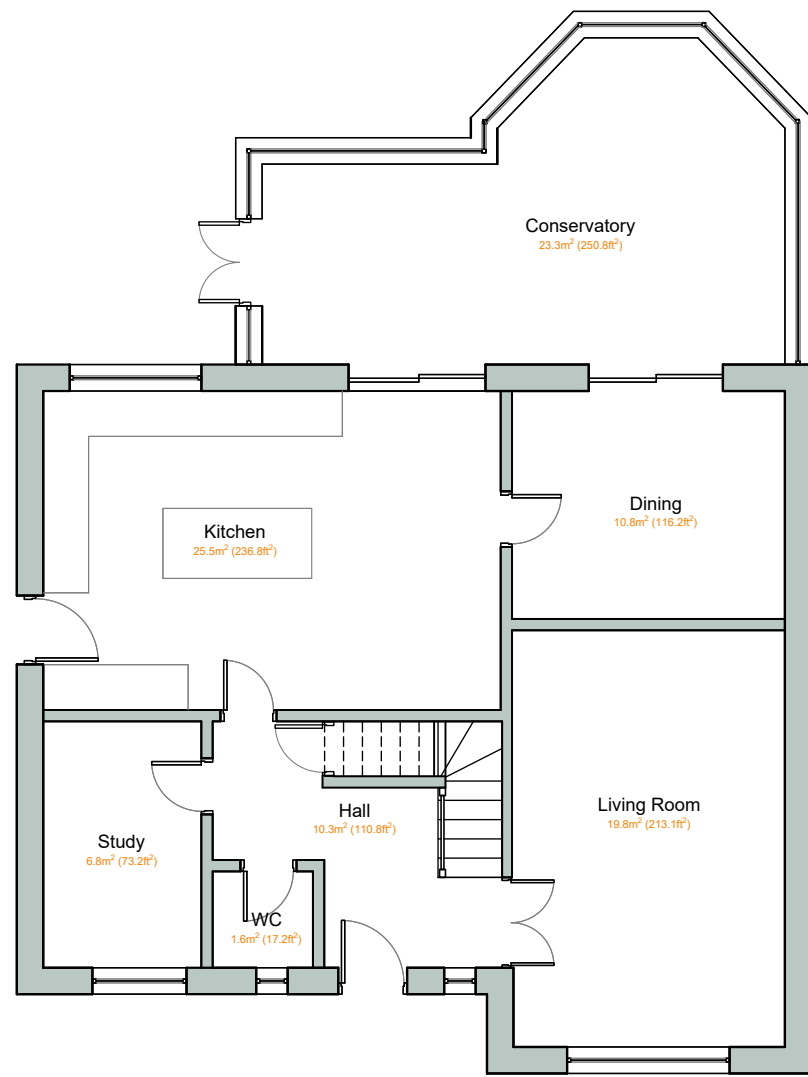 Conservatory
23.3m² (250.8ft²)
Kitchen
25.5m² (236.8ft²)
Dining
10.8m² (116.2ft²)
Hall
10.3m² (110.8ft²)
Living Room
19.8m² (213.1ft²)
Study
6.8m² (73.2ft²)
WC
1.6m² (17.2ft²)